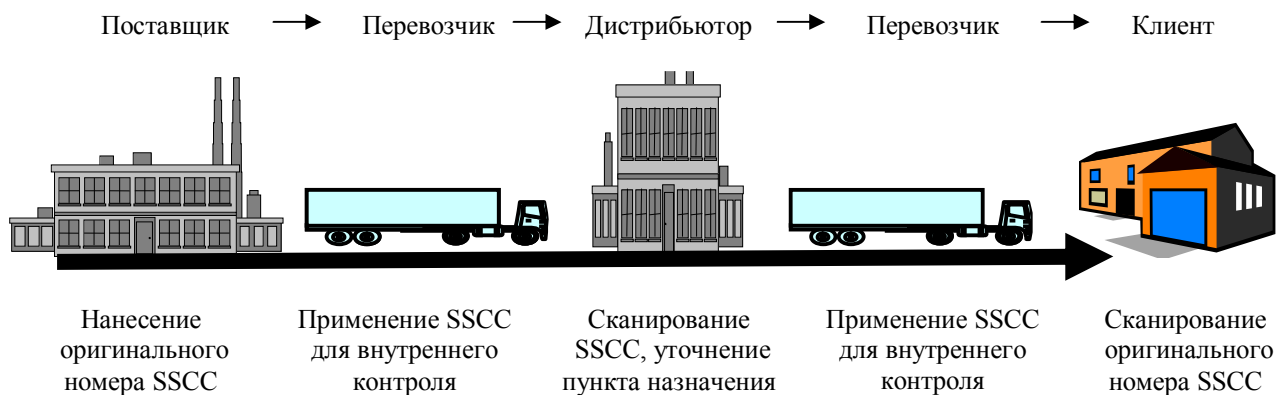 Поставщик → Перевозчик → Дистрибьютор → Перевозчик → Клиент
Нанесение
оригинального
номера SSCC
Применение SSCC
для внутреннего
контроля
Сканирование
SSCC, уточнение
пункта назначения
Применение SSCC
для внутреннего
контроля
Сканирование
оригинального
номера SSCC